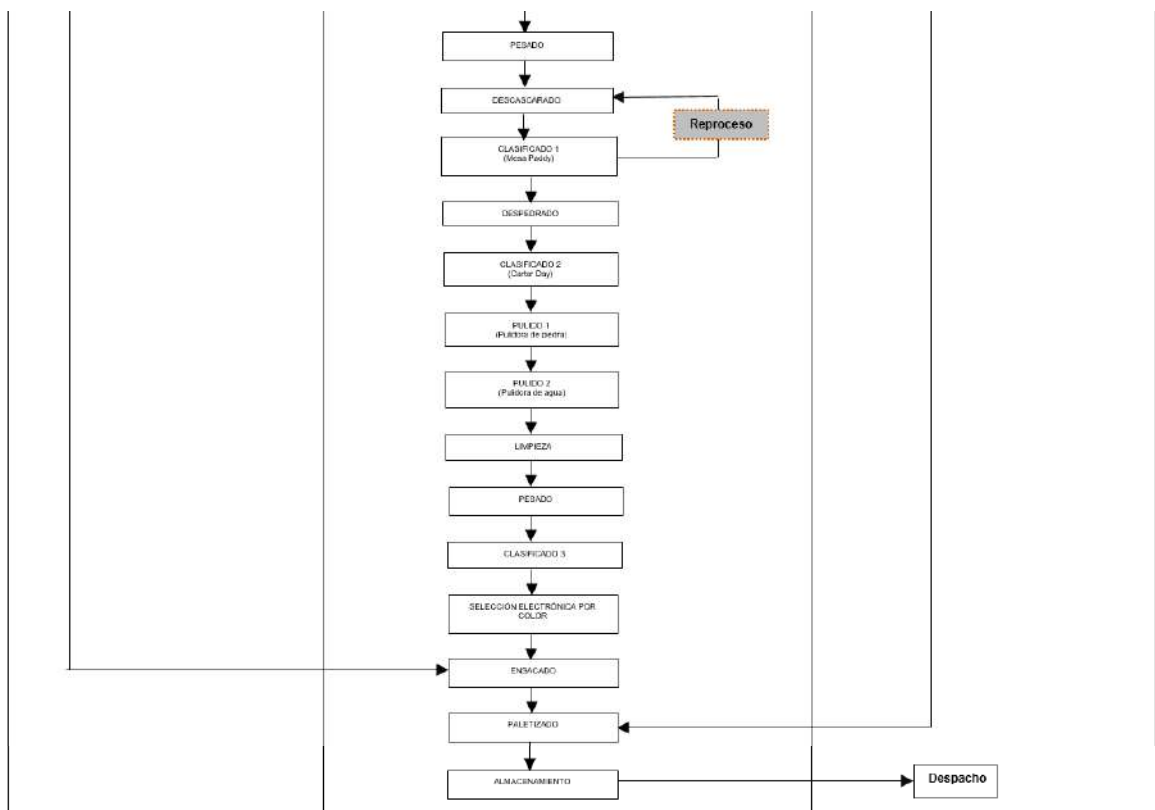 PESADO
DESCASCARADO
Reproceso
CLASIFICADO 1
(Mesa Paddy)
DESPEDRADO
CLASIFICADO 2
(Carter Day)
PULIDO 1
(Pulidora de piedra)
PULIDO 2
(Pulidora de agua)
LIMPIEZA
PESADO
CLASIFICADO 3
SELECCIÓN ELECTRÓNICA POR
COLOR
ENSACADO
PALETIZADO
ALMACENAMIENTO
Despacho